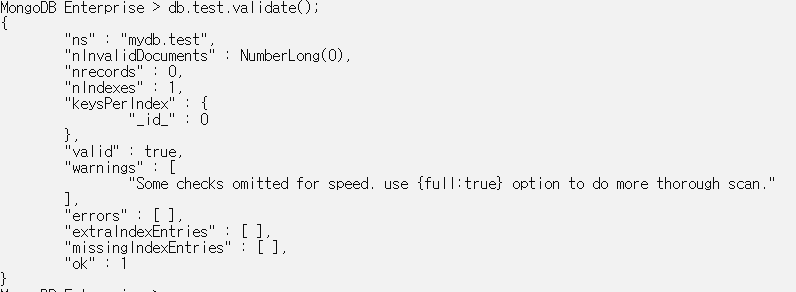 MongoDB Enterprise > db.test.validate();
{
        "ns" : "mydb.test",
        "nInvalidDocuments" : NumberLong(0),
        "nrecords" : 0,
        "nIndexes" : 1,
        "keysPerIndex" : {
                "_id_" : 0
        },
        "valid" : true,
        "warnings" : [
                "Some checks omitted for speed. use {full:true} option to do more thorough scan."
        ],
        "errors" : [ ],
        "extraIndexEntries" : [ ],
        "missingIndexEntries" : [ ],
        "ok" : 1
}
MongoDB Enterprise >